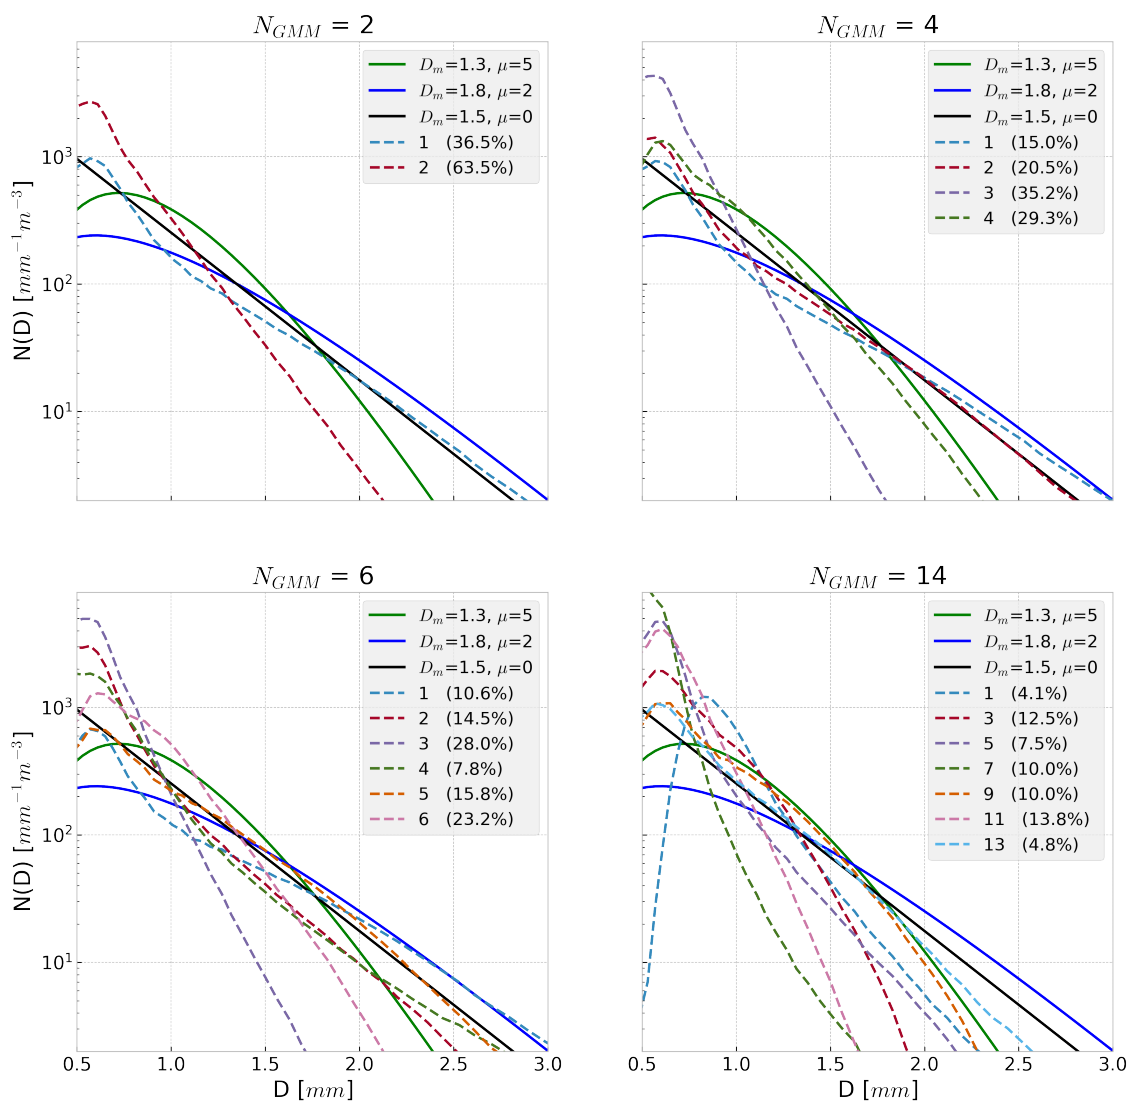 N_GMM = 2
D_m=1.3, μ=5
D_m=1.8, μ=2
D_m=1.5, μ=0
1 (36.5%)
2 (63.5%)
10^3
10^2
10^1
N(D) [mm^−1m^−3]
N_GMM = 4
D_m=1.3, μ=5
D_m=1.8, μ=2
D_m=1.5, μ=0
1 (15.0%)
2 (20.5%)
3 (35.2%)
4 (29.3%)
N_GMM = 6
D_m=1.3, μ=5
D_m=1.8, μ=2
D_m=1.5, μ=0
1 (10.6%)
2 (14.5%)
3 (28.0%)
4 (7.8%)
5 (15.8%)
6 (23.2%)
10^3
10^2
10^1
N(D) [mm^−1m^−3]
0.5 1.0 1.5 2.0 2.5 3.0
D [mm]
N_GMM = 14
D_m=1.3, μ=5
D_m=1.8, μ=2
D_m=1.5, μ=0
1 (4.1%)
3 (12.5%)
5 (7.5%)
7 (10.0%)
9 (10.0%)
11 (13.8%)
13 (4.8%)
0.5 1.0 1.5 2.0 2.5 3.0
D [mm]